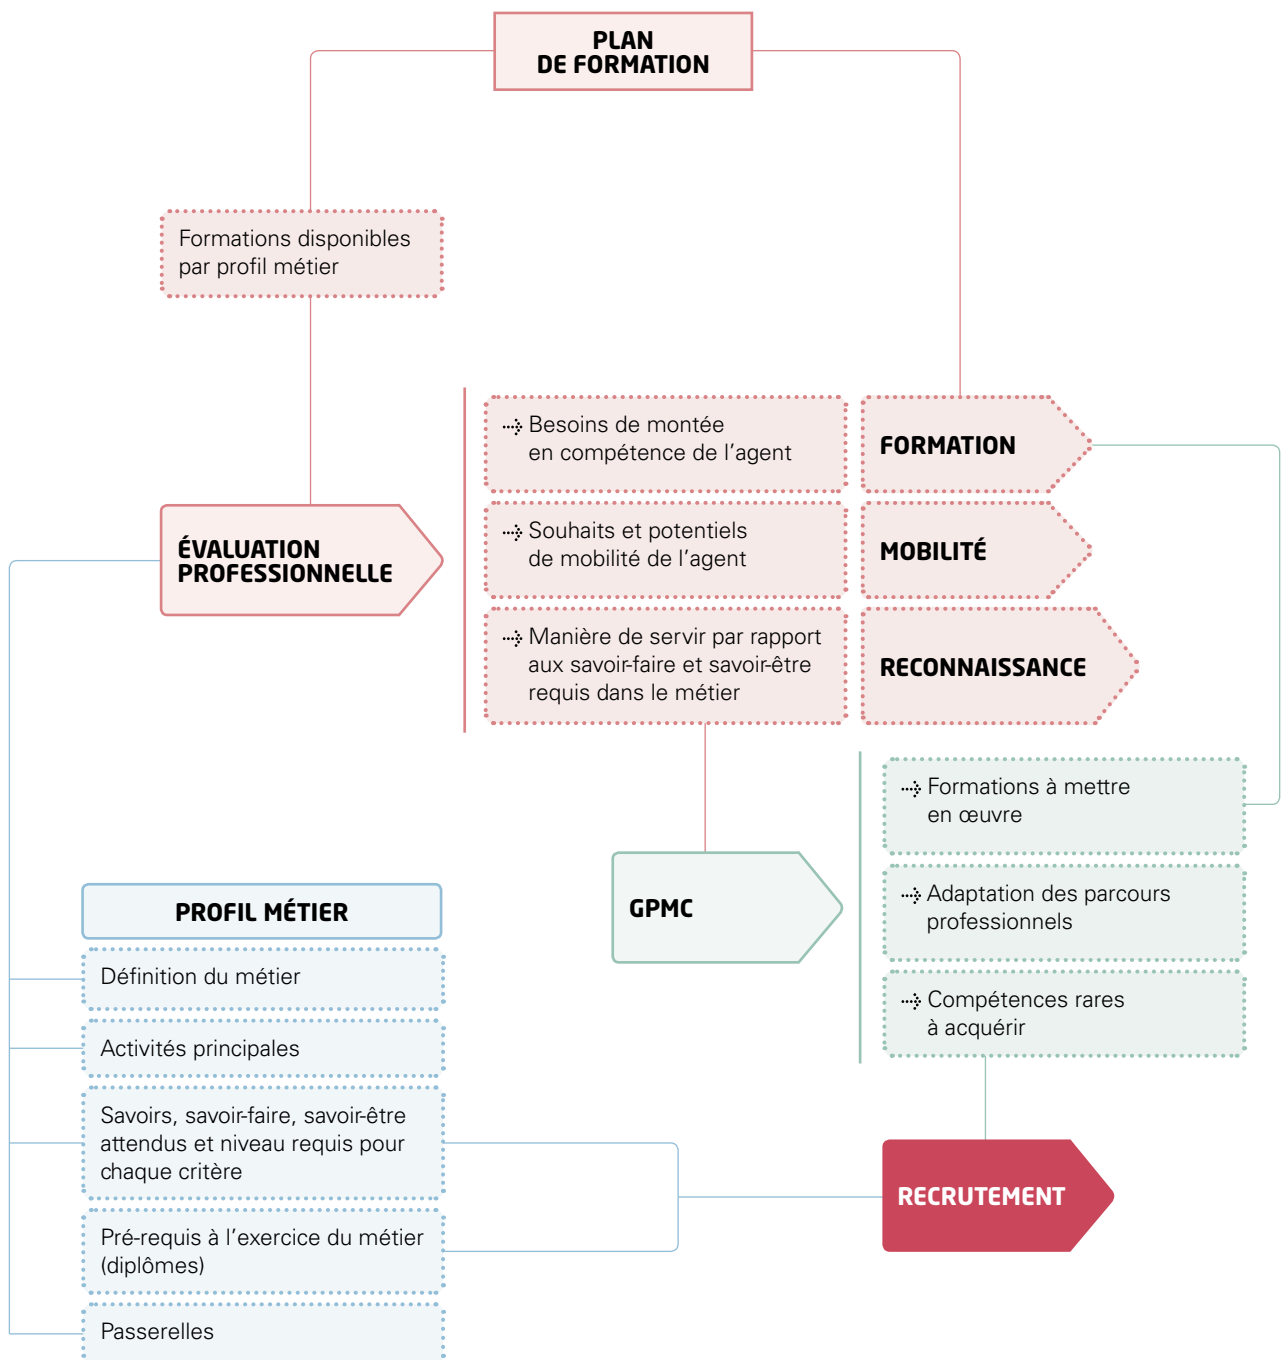 PLAN
DE FORMATION
Formations disponibles
par profil métier
Besoins de montée
en compétence de l’agent
FORMATION
Souhaits et potentiels
de mobilité de l’agent
MOBILITÉ
ÉVALUATION
PROFESSIONNELLE
Manière de servir par rapport
aux savoir-faire et savoir-être
requis dans le métier
RECONNAISSANCE
Formations à mettre
en œuvre
GPMC
Adaptation des parcours
professionnels
Compétences rares
à acquérir
PROFIL MÉTIER
Définition du métier
Activités principales
Savoirs, savoir-faire, savoir-être
attendus et niveau requis pour
chaque critère
Pré-requis à l’exercice du métier
(diplômes)
Passerelles
RECRUTEMENT